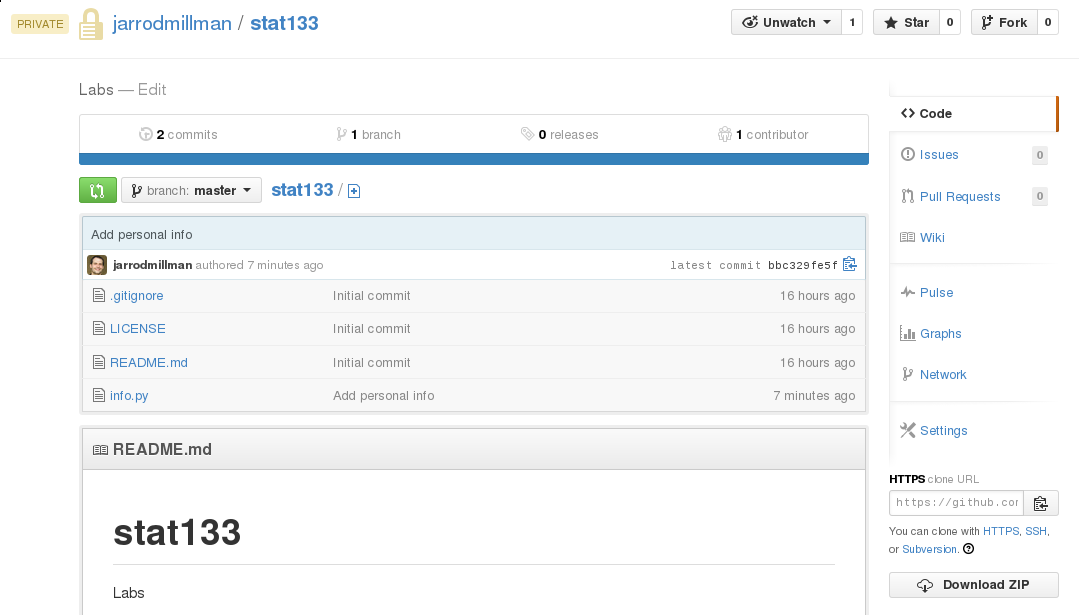 PRIVATE jarrodmillman / stat133 Unwatch 1 Star 0 Fork 0
Labs — Edit
2 commits 1 branch 0 releases 1 contributor
branch: master stat133 /
Add personal info
jarrodmillman authored 7 minutes ago latest commit bbc329fe5f
.gitignore Initial commit 16 hours ago
LICENSE Initial commit 16 hours ago
README.md Initial commit 16 hours ago
info.py Add personal info 7 minutes ago
README.md
stat133
Labs
Code
Issues 0
Pull Requests 0
Wiki
Pulse
Graphs
Network
Settings
HTTPS clone URL
https://github.com
You can clone with HTTPS, SSH,
or Subversion.
Download ZIP